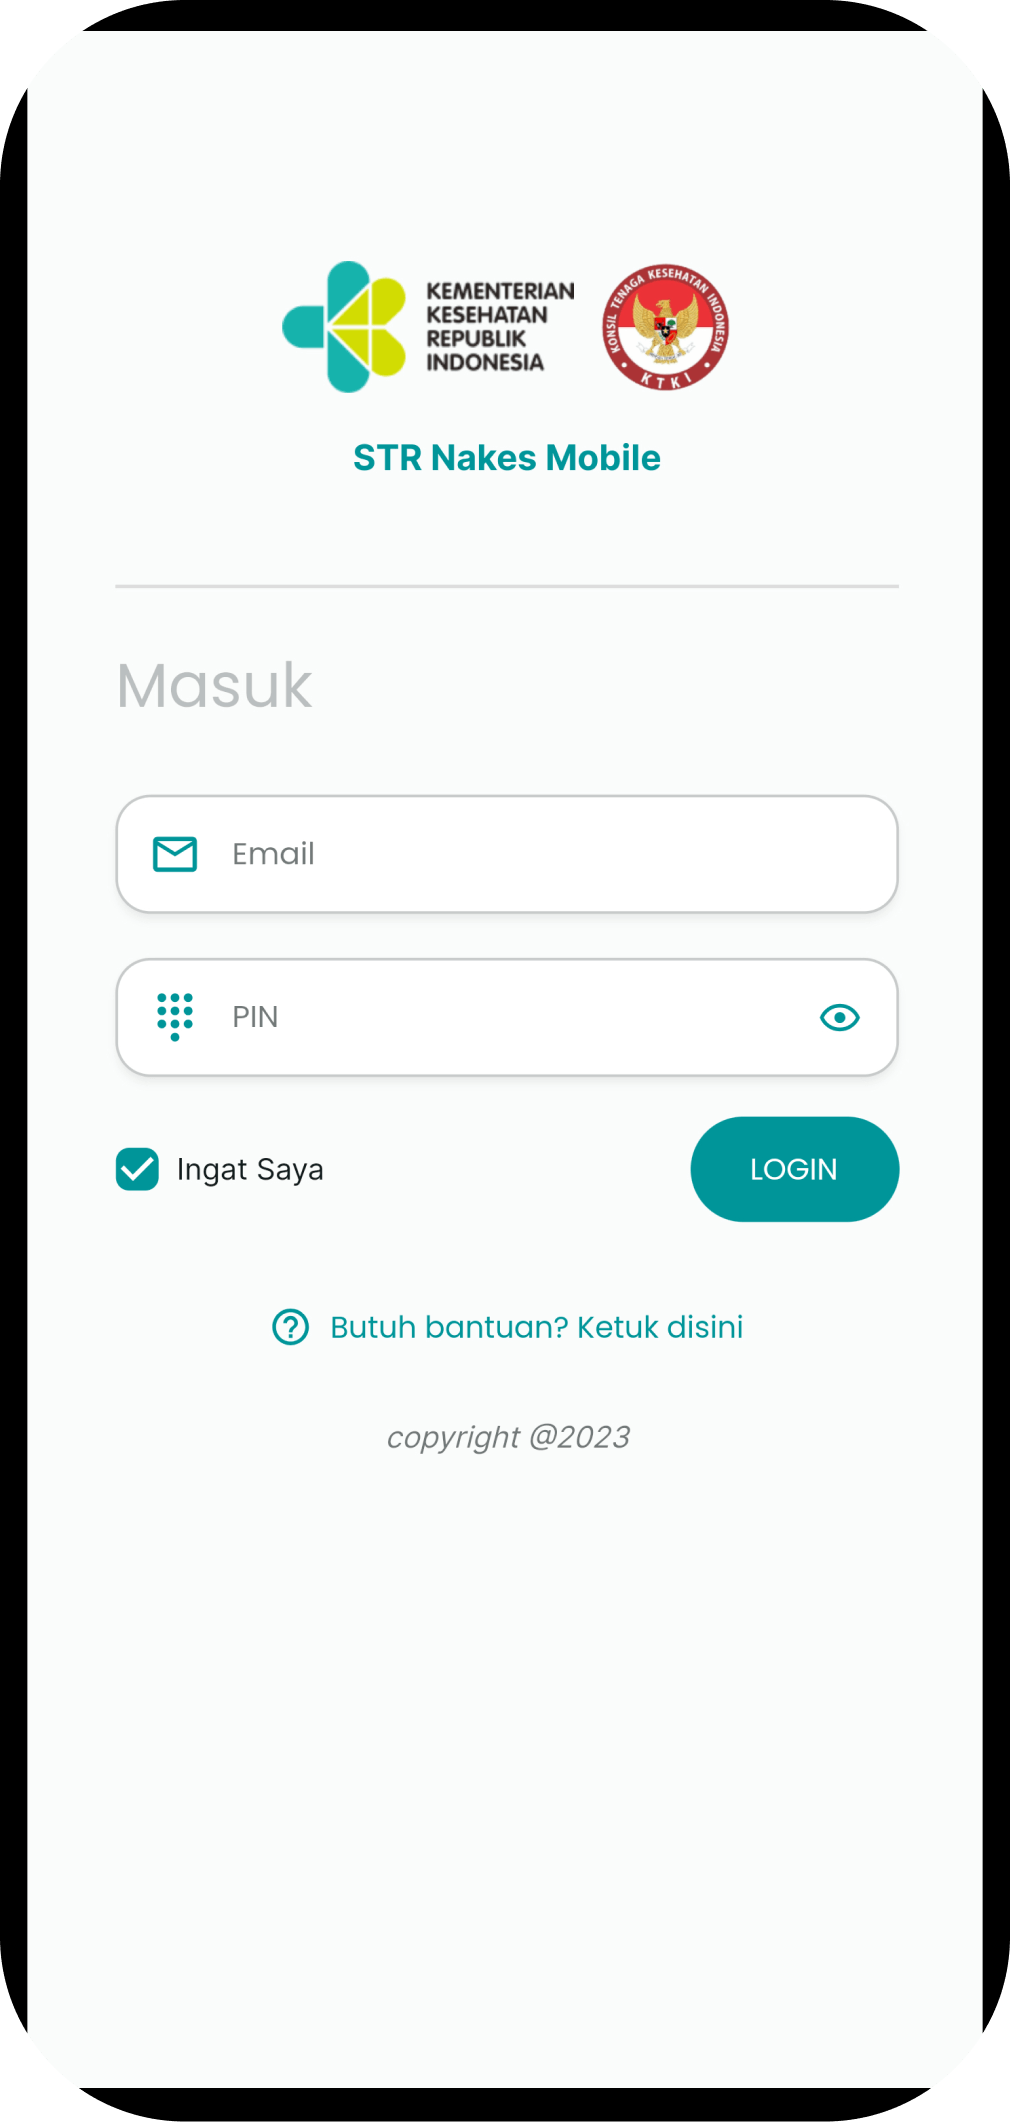 KEMENTERIAN
KESEHATAN
REPUBLIK
INDONESIA
KONSIL TENAGA KESEHATAN INDONESIA
KTKI
STR Nakes Mobile
Masuk
Email
PIN
Ingat Saya
LOGIN
Butuh bantuan? Ketuk disini
copyright @2023